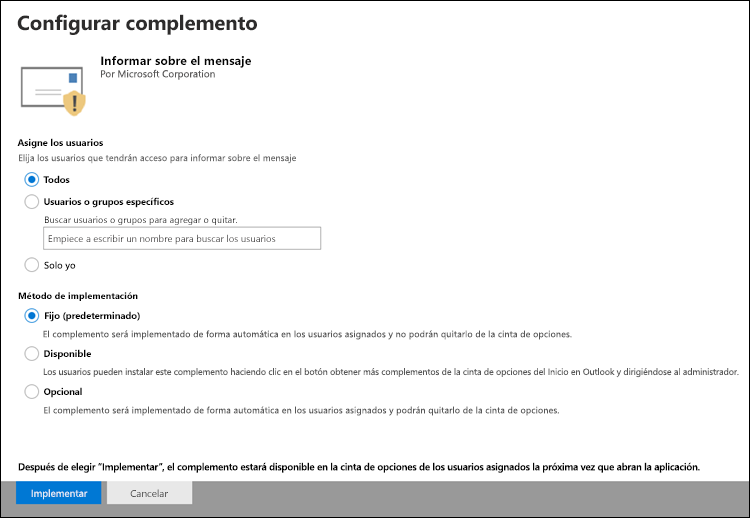 Configurar complemento
Informar sobre el mensaje
Por Microsoft Corporation
Asigne los usuarios
Elija los usuarios que tendrán acceso para informar sobre el mensaje
Todos
Usuarios o grupos específicos
Buscar usuarios o grupos para agregar o quitar.
Empiece a escribir un nombre para buscar los usuarios
Solo yo
Método de implementación
Fijo (predeterminado)
El complemento será implementado de forma automática en los usuarios asignados y no podrán quitarlo de la cinta de opciones.
Disponible
Los usuarios pueden instalar este complemento haciendo clic en el botón obtener más complementos de la cinta de opciones del Inicio en Outlook y dirigiéndose al administrador.
Opcional
El complemento será implementado de forma automática en los usuarios asignados y podrán quitarlo de la cinta de opciones.
Después de elegir "Implementar", el complemento estará disponible en la cinta de opciones de los usuarios asignados la próxima vez que abran la aplicación.
Implementar
Cancelar